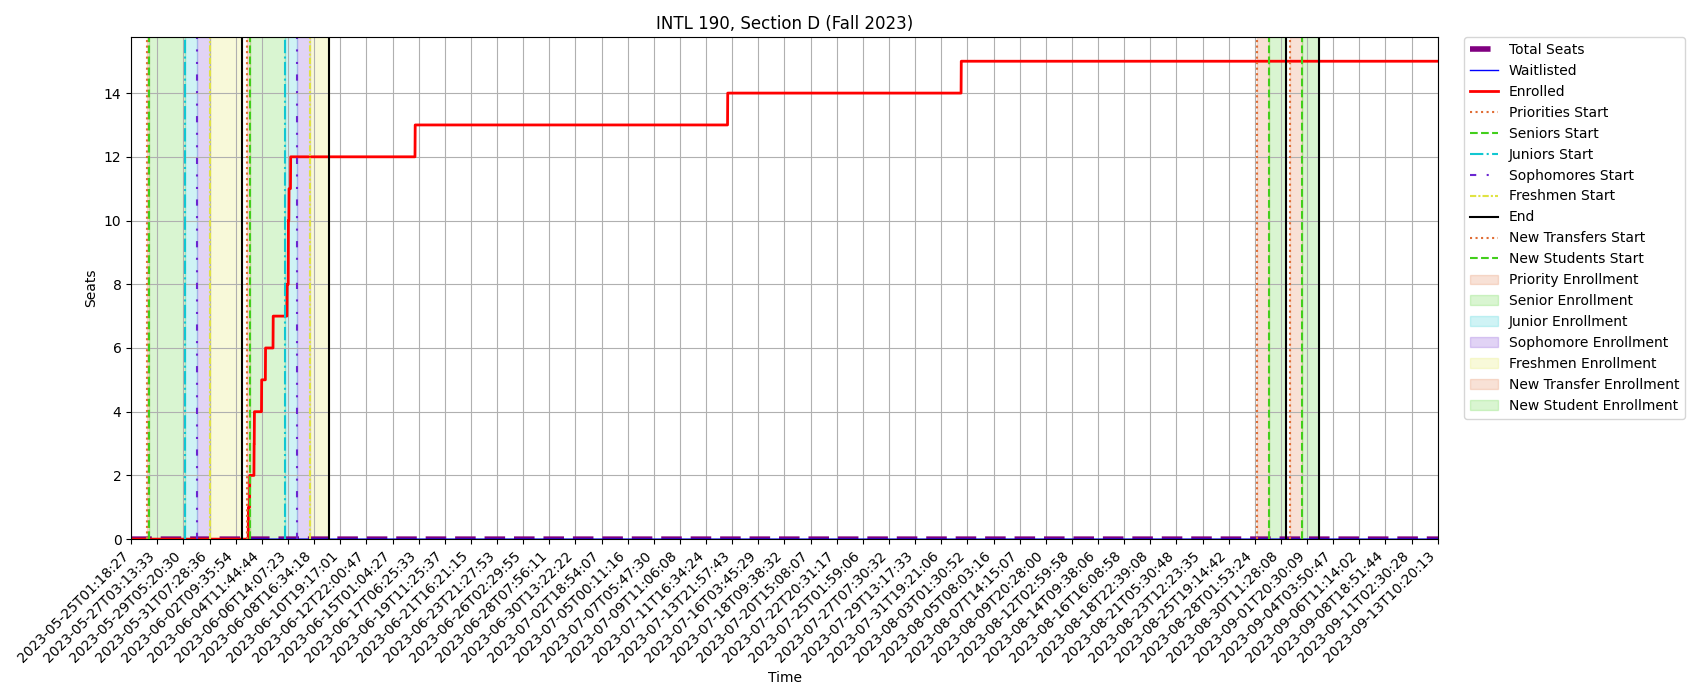 INTL 190, Section D (Fall 2023)
Seats
14
12
10
8
6
4
2
0
2023-05-25T01:18:27
2023-05-27T03:13:33
2023-05-29T05:20:30
2023-05-31T07:28:36
2023-06-02T09:35:54
2023-06-04T11:44:44
2023-06-06T14:07:23
2023-06-08T16:34:18
2023-06-10T19:17:01
2023-06-12T22:00:47
2023-06-15T01:04:27
2023-06-17T06:25:33
2023-06-19T11:25:37
2023-06-21T16:21:15
2023-06-23T21:27:53
2023-06-26T02:29:55
2023-06-28T07:56:11
2023-06-30T13:22:22
2023-07-02T18:54:07
2023-07-05T00:11:16
2023-07-07T05:47:30
2023-07-09T11:06:08
2023-07-11T16:34:24
2023-07-13T21:57:43
2023-07-16T03:45:29
2023-07-18T09:38:32
2023-07-20T15:08:07
2023-07-22T20:31:17
2023-07-25T01:59:06
2023-07-27T07:30:32
2023-07-29T13:17:33
2023-07-31T19:21:06
2023-08-03T01:30:52
2023-08-05T08:03:16
2023-08-07T14:15:07
2023-08-09T20:28:00
2023-08-12T02:59:58
2023-08-14T09:38:06
2023-08-16T16:08:58
2023-08-18T22:39:08
2023-08-21T05:30:48
2023-08-23T12:23:35
2023-08-25T19:14:42
2023-08-28T01:53:24
2023-08-30T11:28:08
2023-09-01T20:30:09
2023-09-04T03:50:47
2023-09-06T11:14:02
2023-09-08T18:51:44
2023-09-11T02:30:28
2023-09-13T10:20:13
Time
Total Seats
Waitlisted
Enrolled
Priorities Start
Seniors Start
Juniors Start
Sophomores Start
Freshmen Start
End
New Transfers Start
New Students Start
Priority Enrollment
Senior Enrollment
Junior Enrollment
Sophomore Enrollment
Freshmen Enrollment
New Transfer Enrollment
New Student Enrollment